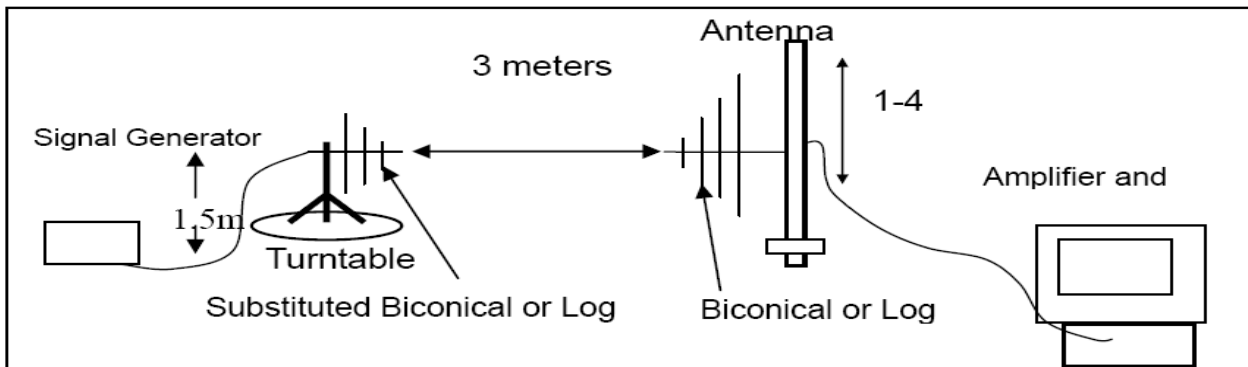 Antenna
3 meters
1-4
Signal Generator
1.5m
Amplifier and
Turntable
Substituted Biconical or Log
Biconical or Log